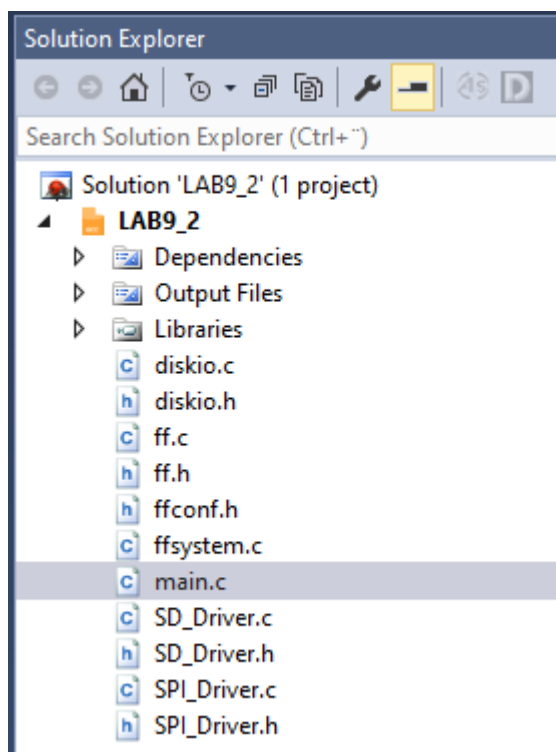 Solution Explorer
Search Solution Explorer (Ctrl+¨)
Solution 'LAB9_2' (1 project)
LAB9_2
Dependencies
Output Files
Libraries
diskio.c
diskio.h
ff.c
ff.h
ffconf.h
ffsystem.c
main.c
SD_Driver.c
SD_Driver.h
SPI_Driver.c
SPI_Driver.h